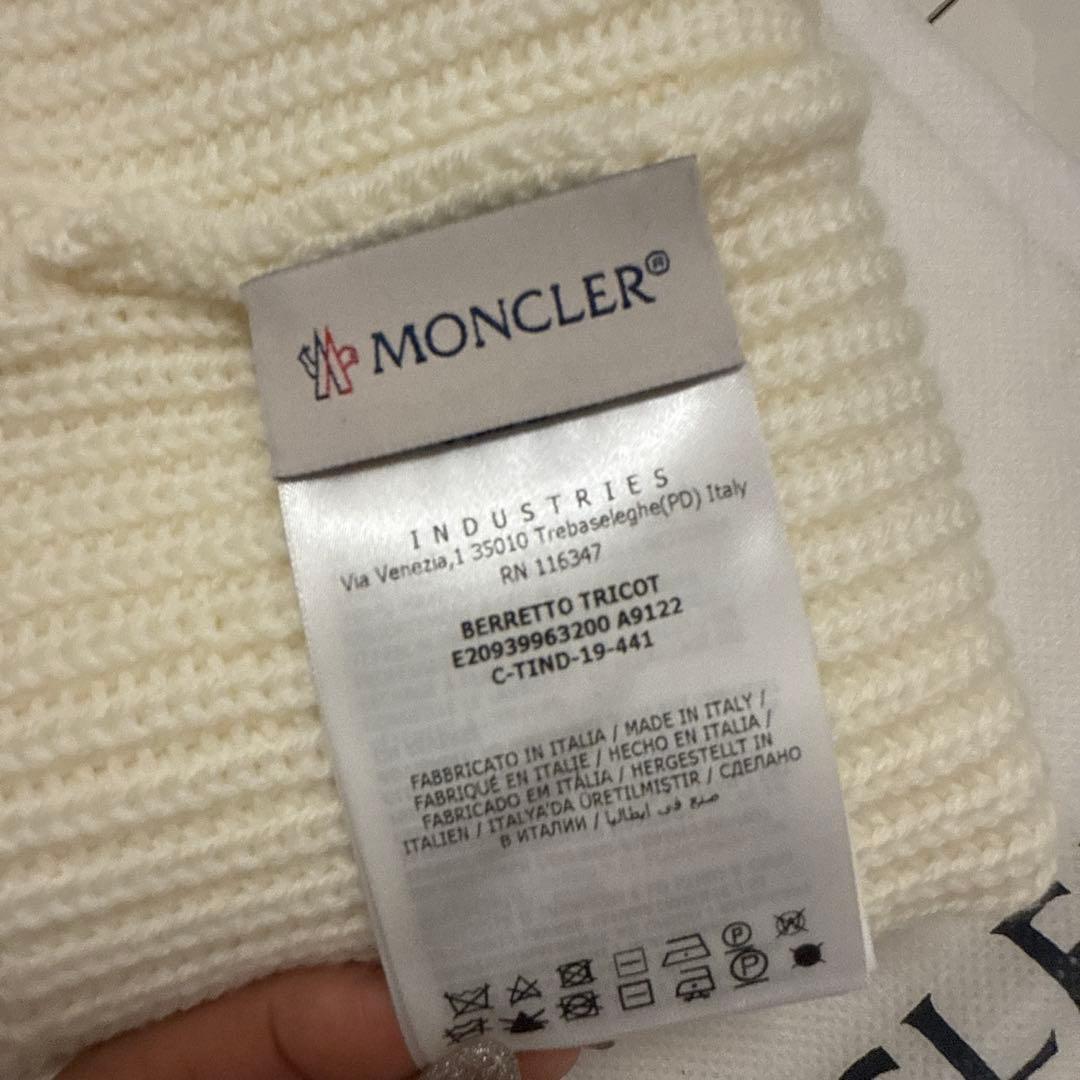 MONCLER®
INDUSTRIES
Via Venezia,1 35010 Trebaseleghe(PD) Italy
RN 116347
BERRETTO TRICOT
E20939963200 A9122
C-TIND-19-441
FABBRICATO IN ITALIA / MADE IN ITALY /
FABRIQUÉ EN ITALIE / HECHO EN ITALIA /
FABRICADO EM ITÁLIA / HERGESTELLT IN
ITALIEN / ITALYA'DA ÜRETILMIŞTIR / СДЕЛАНО
В ИТАЛИИ / صنع في ايطاليا
P W
P
CLE